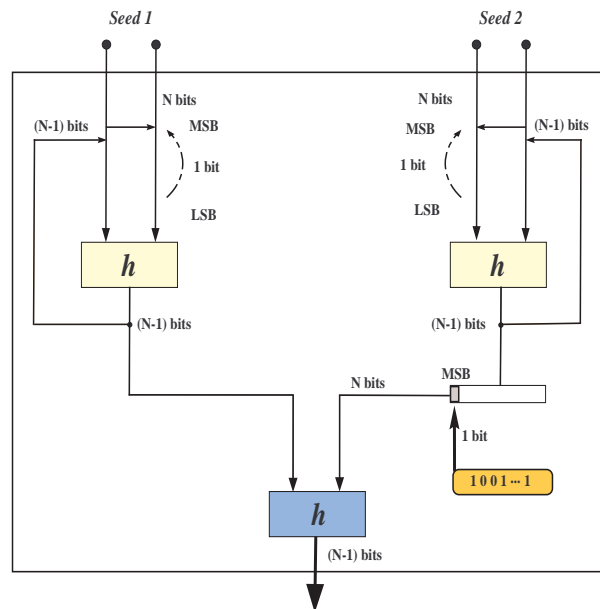 Seed 1
Seed 2
N bits
N bits
(N-1) bits
MSB
MSB
(N-1) bits
1 bit
1 bit
LSB
LSB
h
h
(N-1) bits
(N-1) bits
MSB
N bits
1 bit
1 0 0 1 ··· 1
h
(N-1) bits